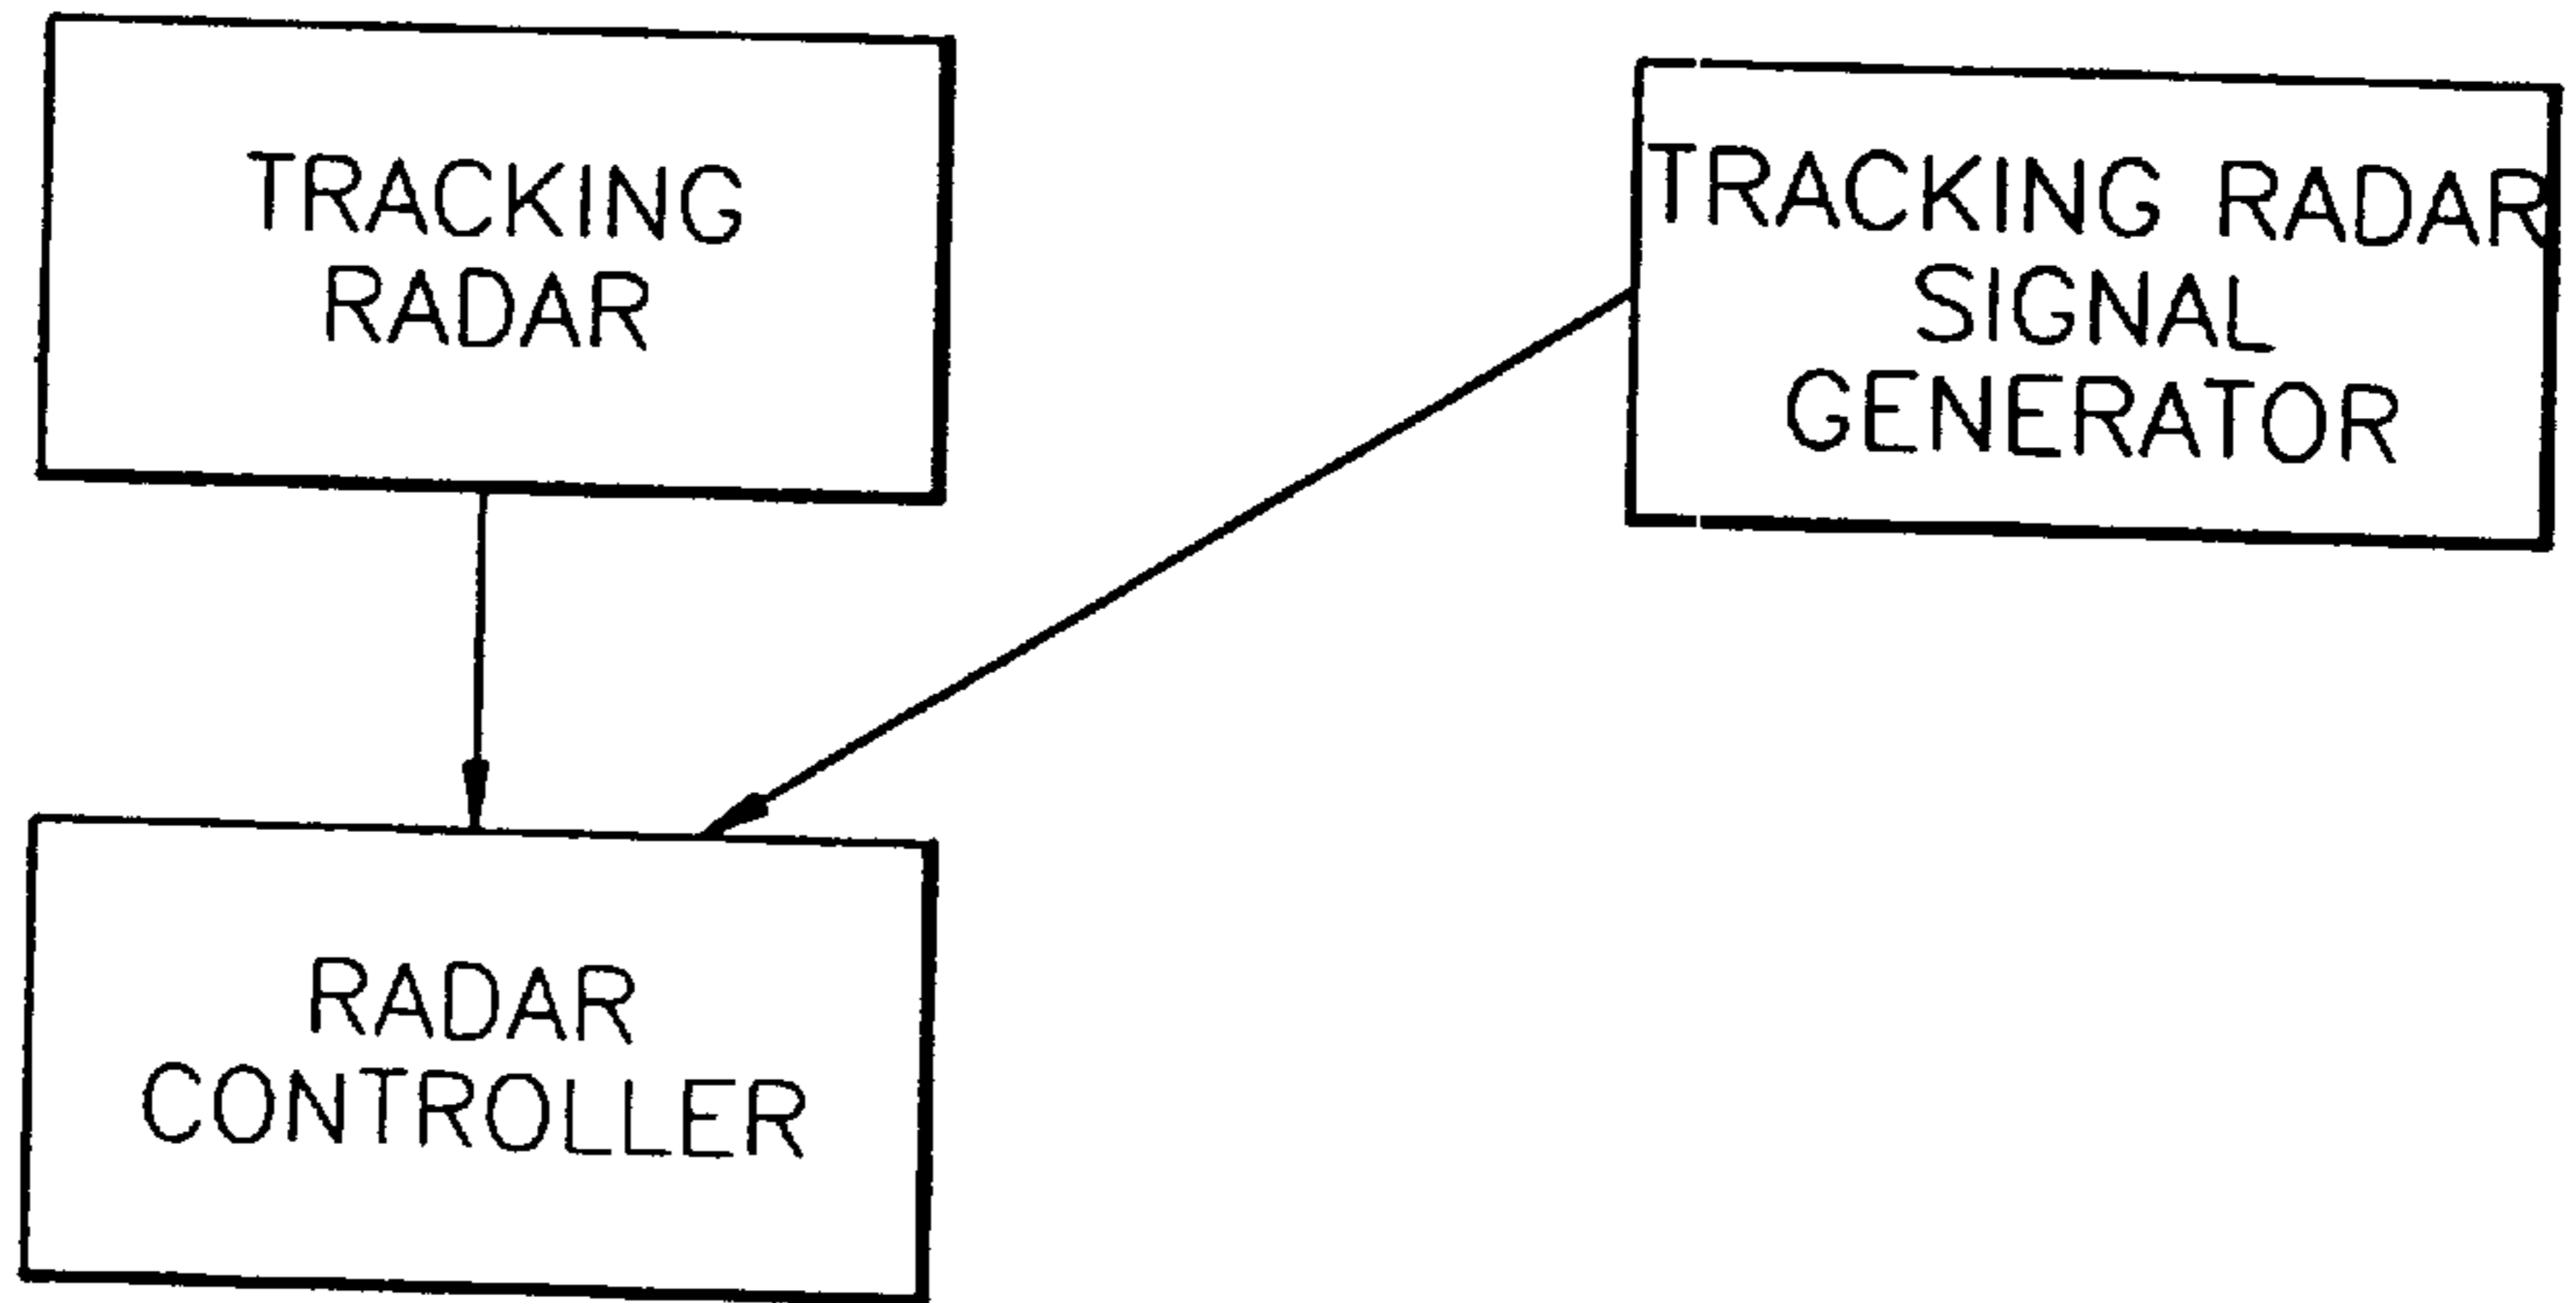 TRACKING
RADAR
TRACKING RADAR
SIGNAL
GENERATOR
RADAR
CONTROLLER